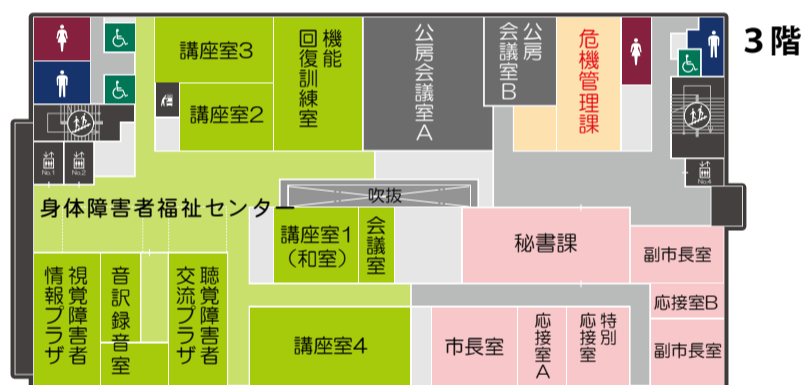 3階
講座室3
講座室2
機能
回復訓練室
公房会議室A
公房
会議室B
危機管理課
No.1
No.2
No.4
吹抜
身体障害者福祉センター
講座室1
（和室）
会議室
秘書課
副市長室
応接室B
副市長室
視覚障害者
情報プラザ
音訳録音室
聴覚障害者
交流プラザ
講座室4
市長室
応接室A
特別
応接室